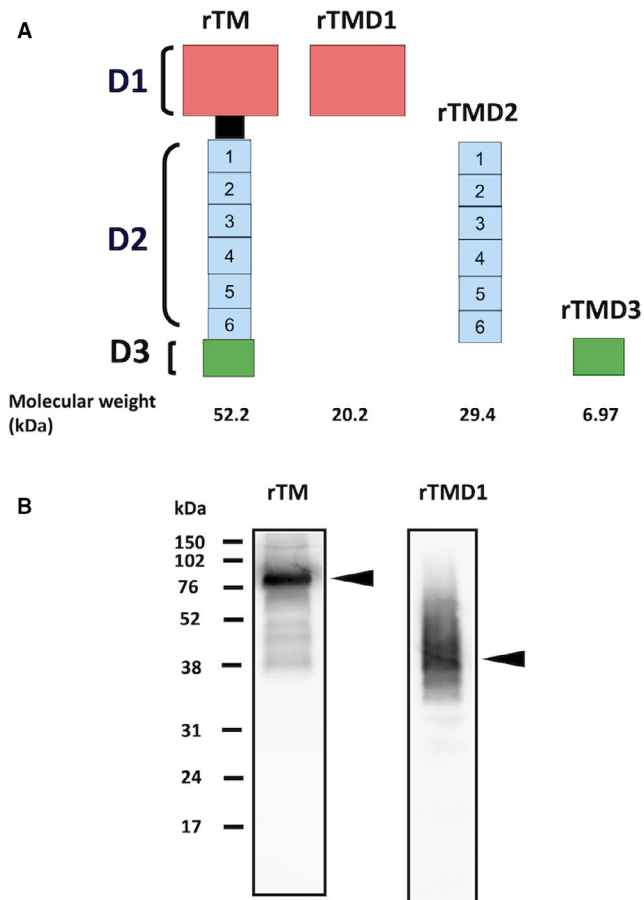 A
rTM
rTMD1
D1
rTMD2
D2
1
2
3
4
5
6
1
2
3
4
5
6
rTMD3
D3
Molecular weight
(kDa)
52.2
20.2
29.4
6.97
B
kDa
rTM
rTMD1
150
102
76
52
38
31
24
17